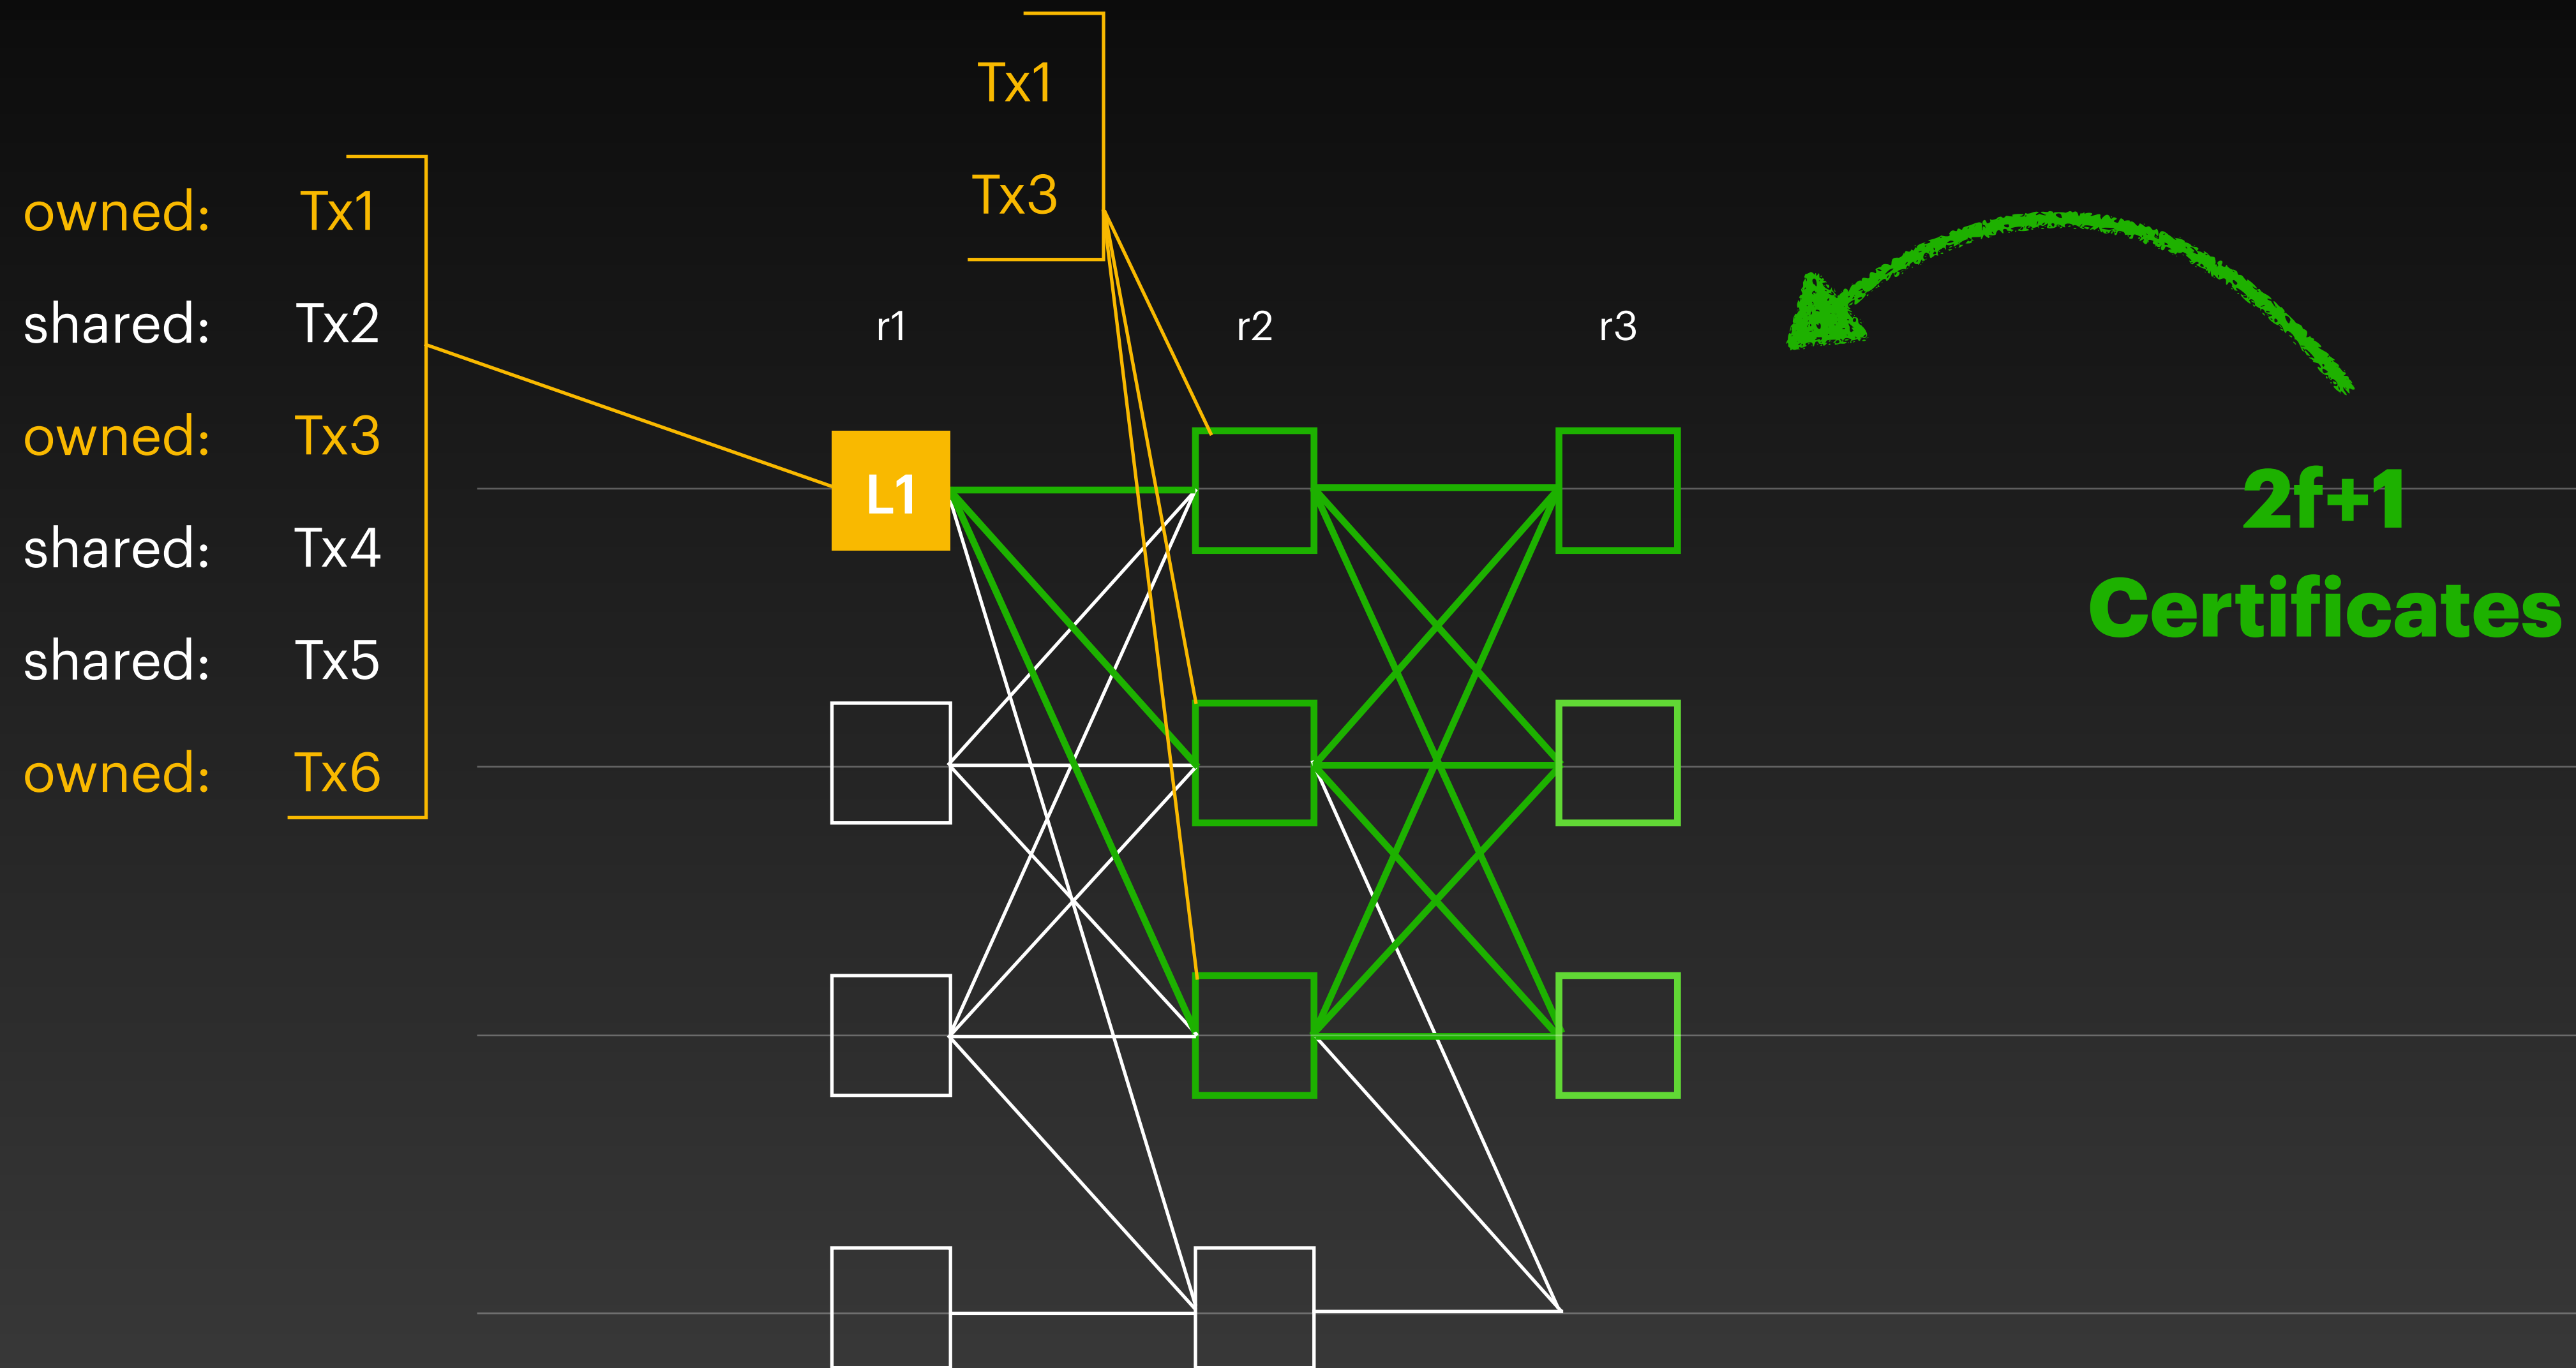 Tx1
Tx3
owned: Tx1
shared: Tx2
owned: Tx3
shared: Tx4
shared: Tx5
owned: Tx6
r1 r2 r3
L1
2f+1
Certificates